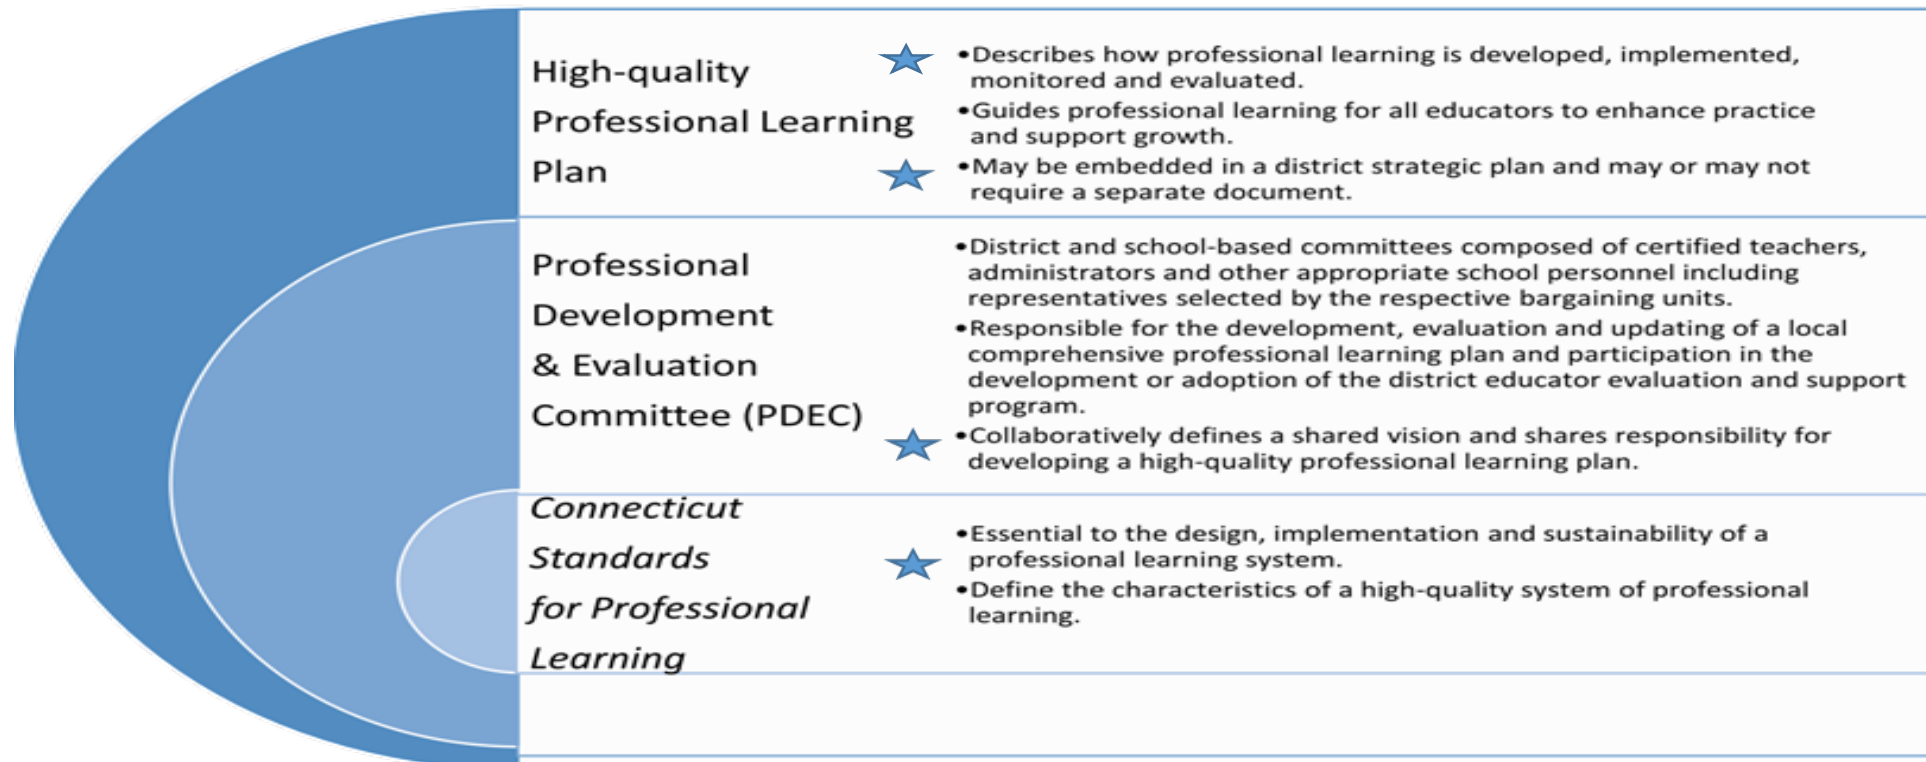 High-quality
Professional Learning
Plan
•Describes how professional learning is developed, implemented,
monitored and evaluated.
•Guides professional learning for all educators to enhance practice
and support growth.
•May be embedded in a district strategic plan and may or may not
require a separate document.
Professional
Development
& Evaluation
Committee (PDEC)
•District and school-based committees composed of certified teachers,
administrators and other appropriate school personnel including
representatives selected by the respective bargaining units.
•Responsible for the development, evaluation and updating of a local
comprehensive professional learning plan and participation in the
development or adoption of the district educator evaluation and support
program.
•Collaboratively defines a shared vision and shares responsibility for
developing a high-quality professional learning plan.
Connecticut
Standards
for Professional
Learning
•Essential to the design, implementation and sustainability of a
professional learning system.
•Define the characteristics of a high-quality system of professional
learning.